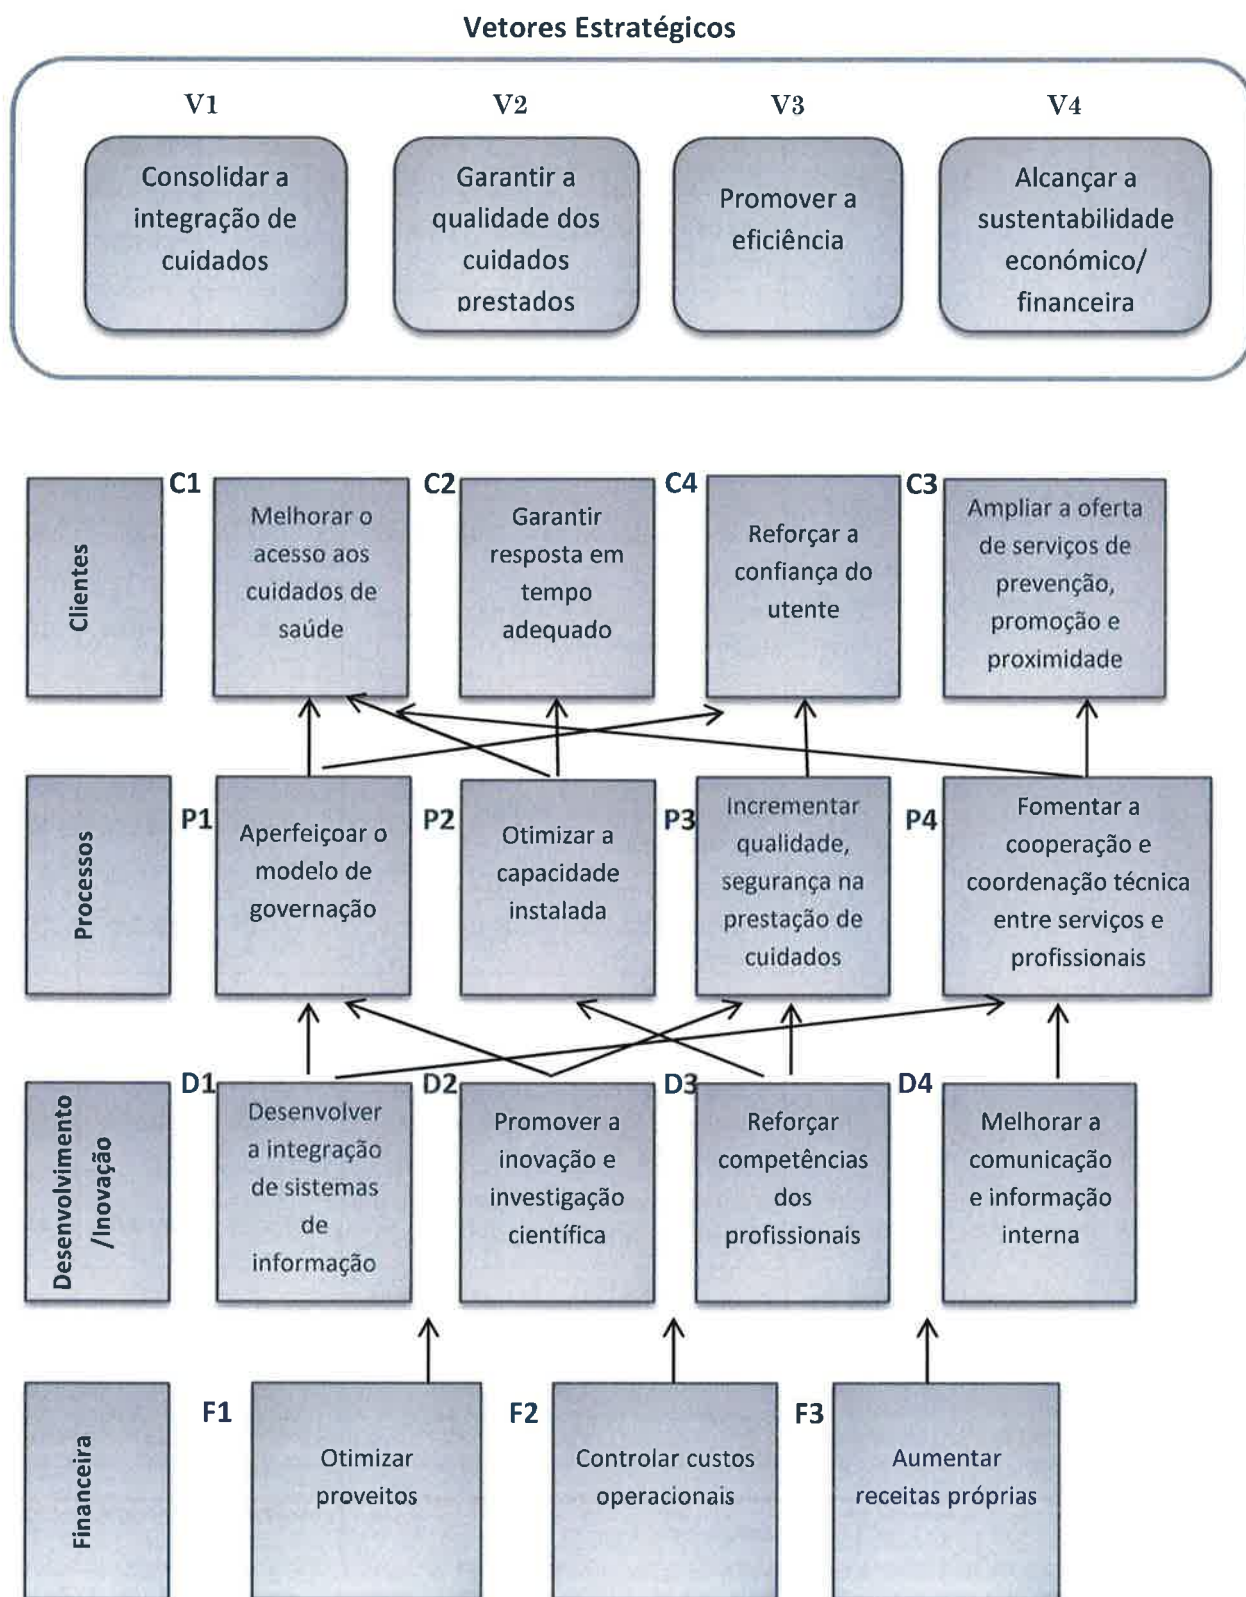 Vetores Estratégicos
V1
V2
V3
V4
Consolidar a
integração de
cuidados
Garantir a
qualidade dos
cuidados
prestados
Promover a
eficiência
Alcançar a
sustentabilidade
económico/
financeira
Clientes
C1
Melhorar o
acesso aos
cuidados de
saúde
C2
Garantir
resposta em
tempo
adequado
C4
Reforçar a
confiança do
utente
C3
Ampliar a oferta
de serviços de
prevenção,
promoção e
proximidade
Processos
P1
Aperfeiçoar o
modelo de
governação
P2
Otimizar a
capacidade
instalada
P3
Incrementar
qualidade,
segurança na
prestação de
cuidados
P4
Fomentar a
cooperação e
coordenação técnica
entre serviços e
profissionais
Desenvolvimento
/Inovação
D1
Desenvolver
a integração
de sistemas
de
informação
D2
Promover a
inovação e
investigação
científica
D3
Reforçar
competências
dos
profissionais
D4
Melhorar a
comunicação
e informação
interna
Financeira
F1
Otimizar
proveitos
F2
Controlar custos
operacionais
F3
Aumentar
receitas próprias